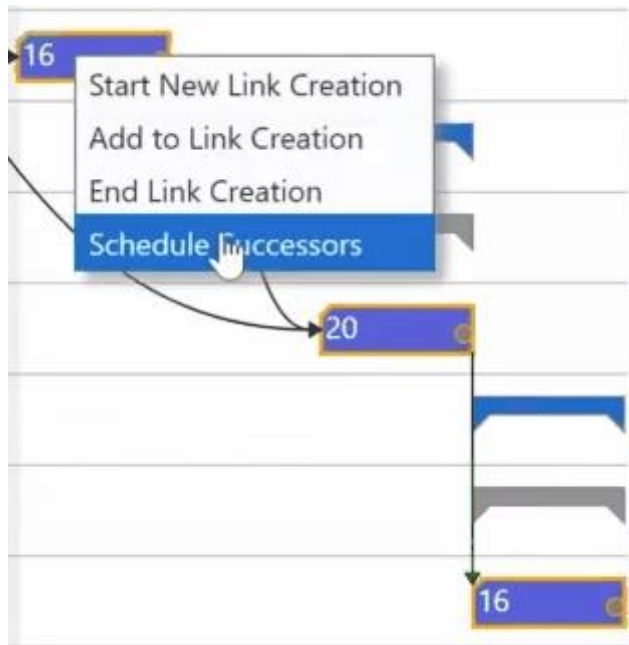 16
Start New Link Creation
Add to Link Creation
End Link Creation
Schedule Successors
20
16